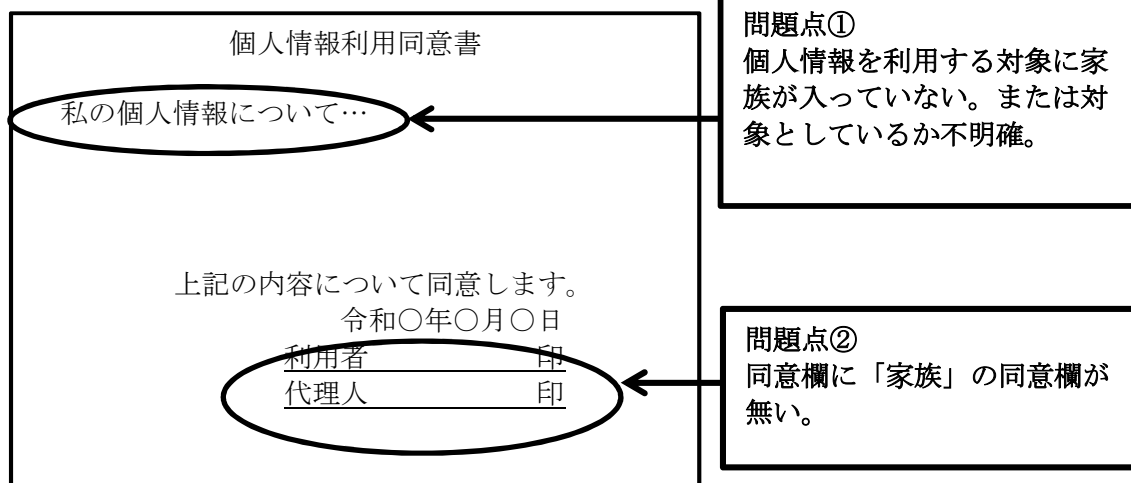 個人情報利用同意書
私の個人情報について…
上記の内容について同意します。
令和〇年〇月〇日
利用者 印
代理人 印
問題点①
個人情報を利用する対象に家
族が入っていない。または対
象としているか不明確。
問題点②
同意欄に「家族」の同意欄が
無い。